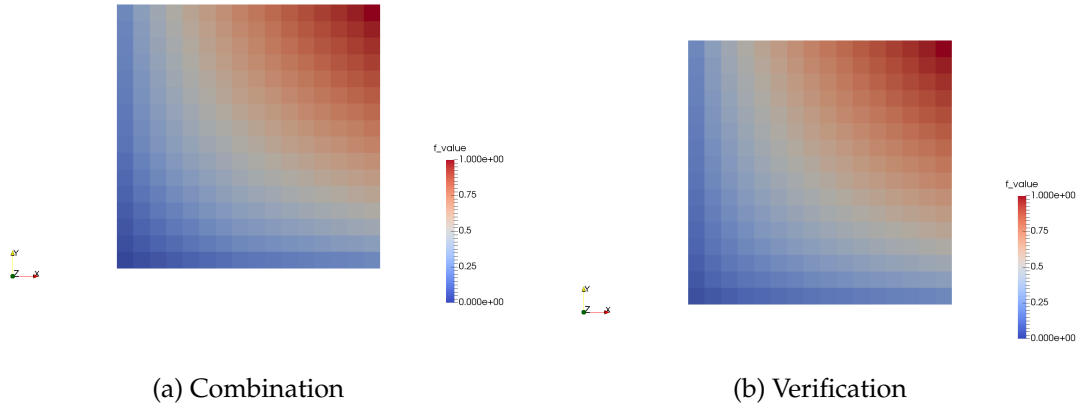 f_value
1.000e+00
0.75
0.5
0.25
0.000e+00
Y
Z X
(a) Combination
f_value
1.000e+00
0.75
0.5
0.25
0.000e+00
Y
Z X
(b) Verification